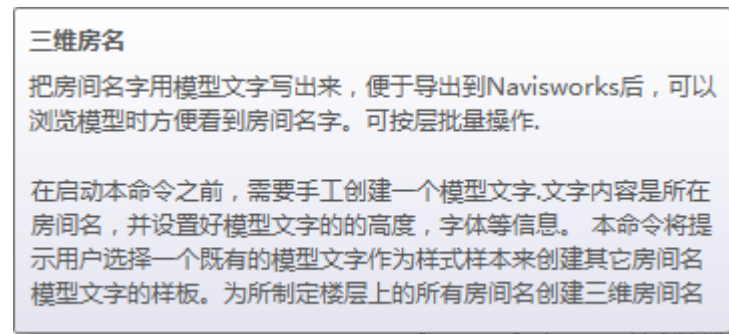 三维房名
把房间名字用模型文字写出来，便于导出到Navisworks后，可以
浏览模型时方便看到房间名字。可按层批量操作.
在启动本命令之前，需要手工创建一个模型文字.文字内容是所在
房间名，并设置好模型文字的的高度，字体等信息。 本命令将提
示用户选择一个既有的模型文字作为样式样本来创建其它房间名
模型文字的样板。为所制定楼层上的所有房间名创建三维房间名